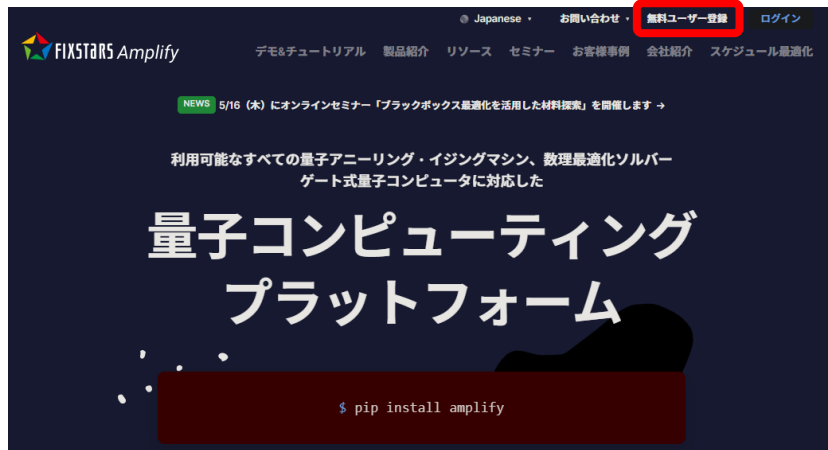 Japanese
お問い合わせ
無料ユーザー登録
ログイン
FIXSTARS Amplify
デモ&チュートリアル 製品紹介 リソース セミナー お客様事例 会社紹介 スケジュール最適化
NEWS 5/16（木）にオンラインセミナー「ブラックボックス最適化を活用した材料探索」を開催します →
利用可能なすべての量子アニーリング・イジングマシン、数理最適化ソルバー
ゲート式量子コンピュータに対応した
量子コンピューティング
プラットフォーム
$ pip install amplify